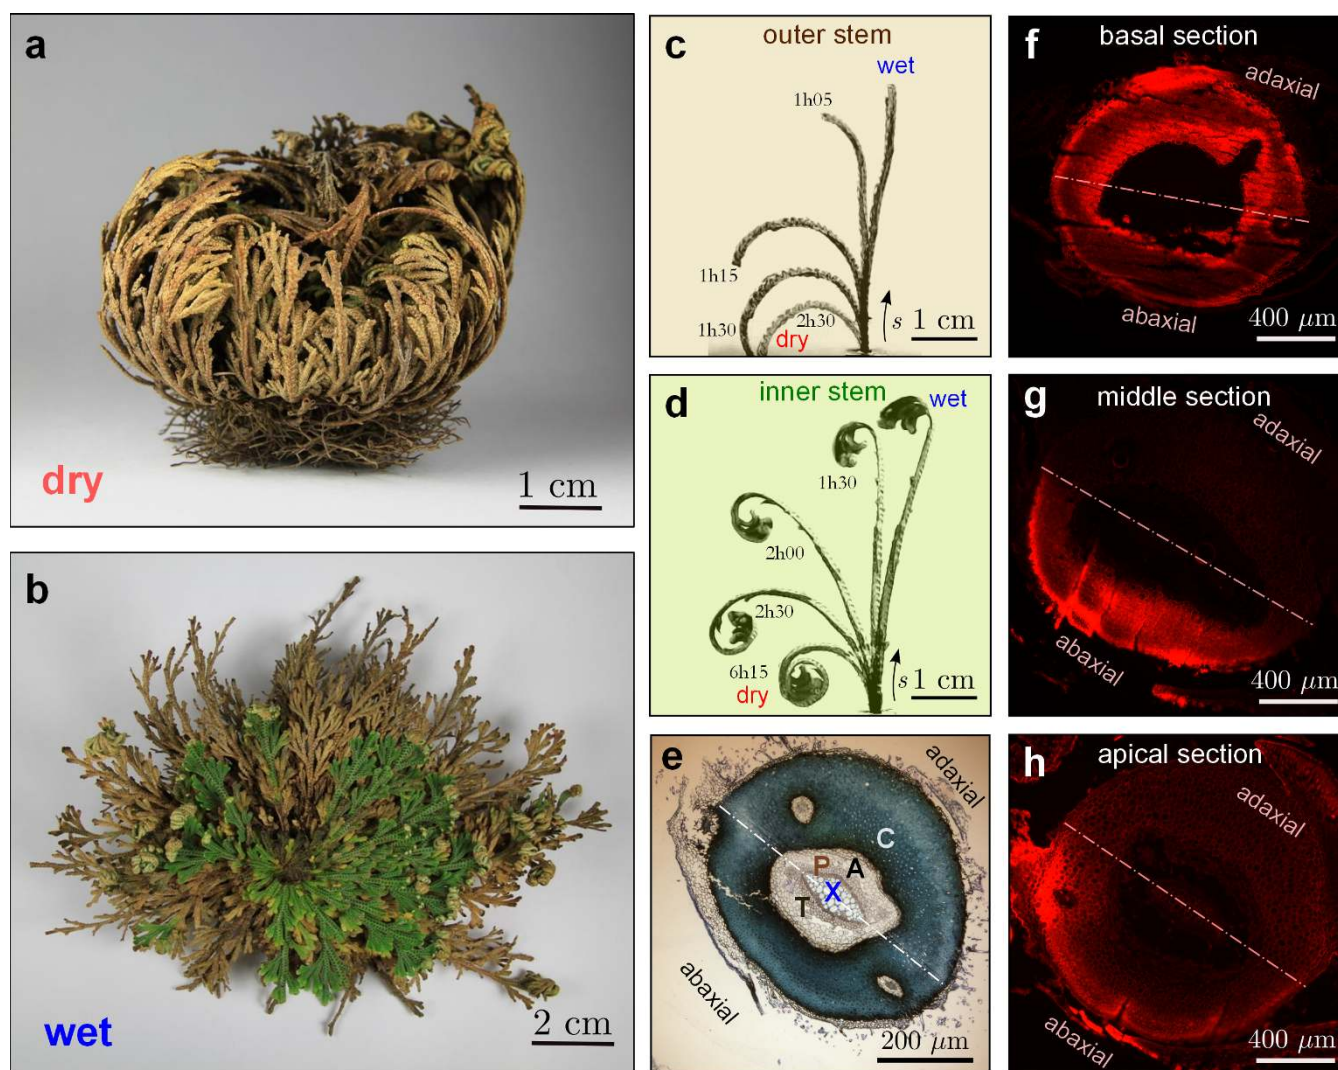 a
dry
1 cm
b
wet
2 cm
c
outer stem
wet
1h05
1h15
1h30
2h30
dry
s 1 cm
d
inner stem
wet
1h30
2h00
2h30
6h15
dry
s 1 cm
e
adaxial
C
P
A
X
T
abaxial
200 μm
f
basal section
adaxial
abaxial
400 μm
g
middle section
adaxial
abaxial
400 μm
h
apical section
adaxial
abaxial
400 μm